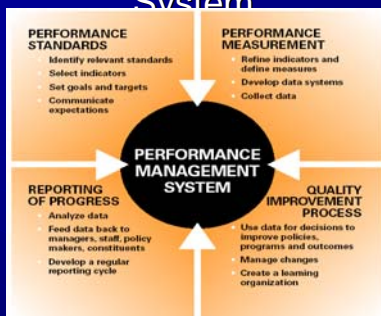 System
PERFORMANCE
STANDARDS
Identify relevant standards
Select indicators
Set goals and targets
Communicate
expectations
PERFORMANCE
MEASUREMENT
Refine indicators and
define measures
Develop data systems
Collect data
PERFORMANCE
MANAGEMENT
SYSTEM
REPORTING
OF PROGRESS
Analyze data
Feed data back to
managers, staff, policy
makers, constituents
Develop a regular
reporting cycle
QUALITY
IMPROVEMENT
PROCESS
Use data for decisions to
improve policies,
programs and outcomes
Manage changes
Create a learning
organization